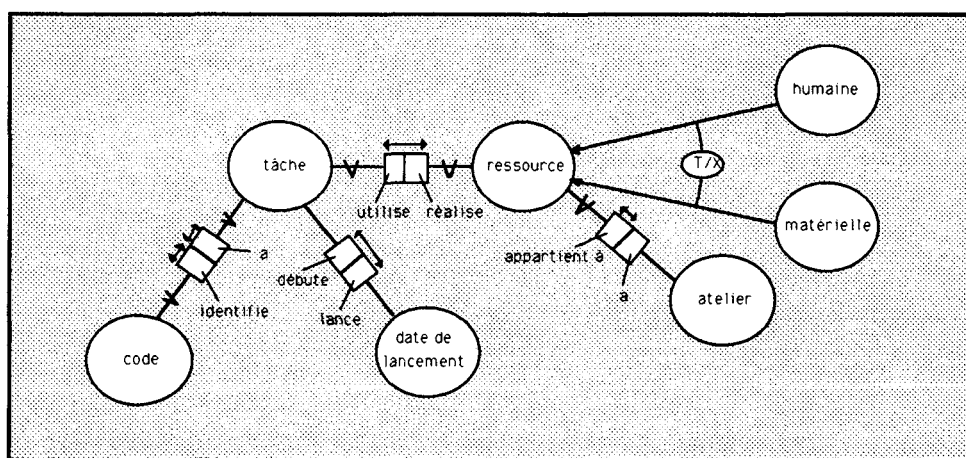 humaine
tâche
ressource
T/X
utilise
réalise
matérielle
a
débute
appartient à
identifie
lance
a
atelier
code
date de
lancement